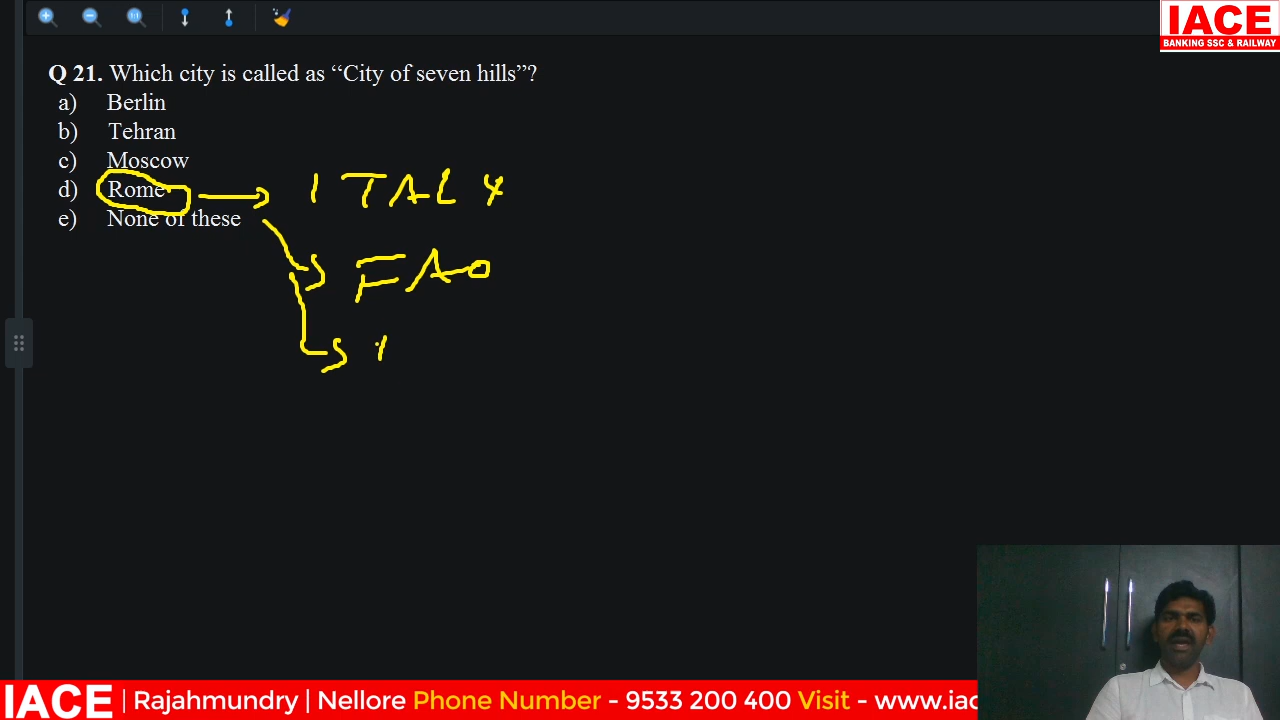 IACE
BANKING SSC & RAILWAY
Q 21. Which city is called as “City of seven hills”?
a) Berlin
b) Tehran
c) Moscow
d) Rome
ITALY
e) None of these
FAO
I
IACE | Rajahmundry | Nellore Phone Number - 9533 200 400 Visit - www.iac